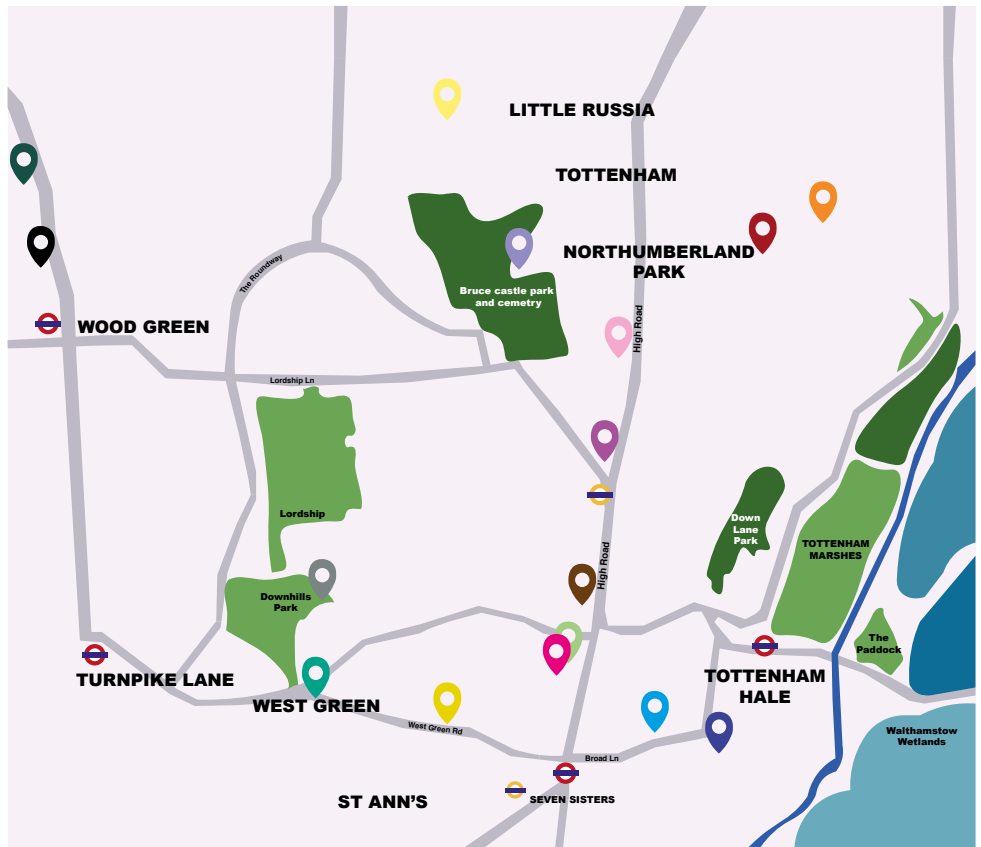 LITTLE RUSSIA
TOTTENHAM
NORTHUMBERLAND
PARK
The Roundway
Bruce castle park
and cemetry
High Road
WOOD GREEN
Lordship Ln
Lordship
Down
Lane
Park
TOTTENHAM
MARSHES
High Road
Downhills
Park
The
Paddock
TURNPIKE LANE
WEST GREEN
TOTTENHAM
HALE
West Green Rd
Walthamstow
Wetlands
Broad Ln
ST ANN'S
SEVEN SISTERS